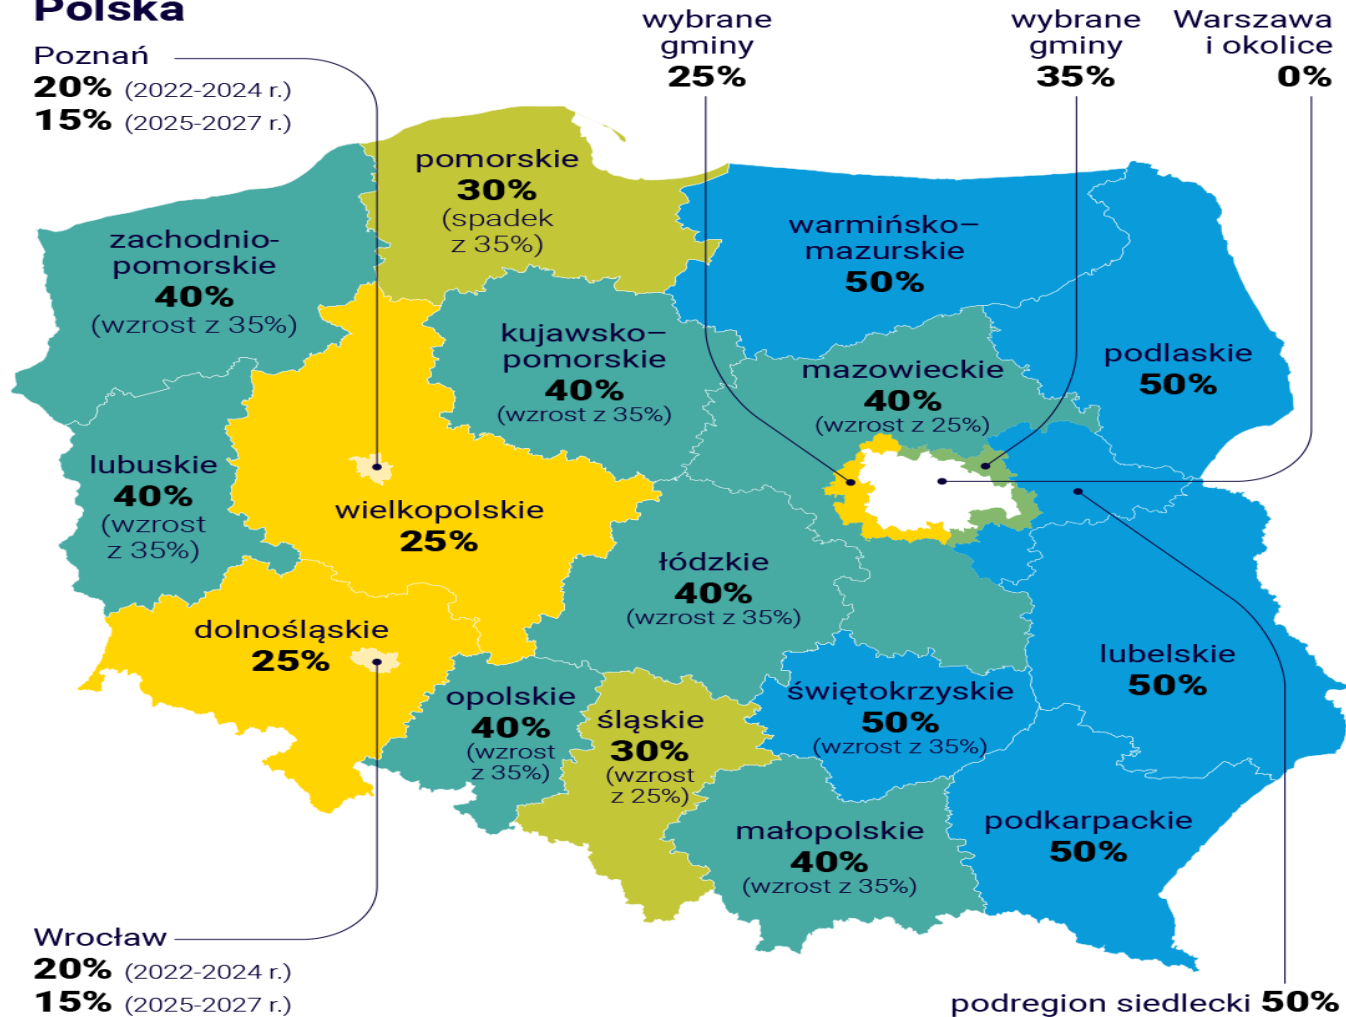 Polska
Poznań
20% (2022-2024 r.)
15% (2025-2027 r.)
wybrane
gminy
25%
wybrane
gminy
35%
Warszawa
i okolice
0%
pomorskie
30%
(spadek
z 35%)
zachodnio-
pomorskie
40%
(wzrost z 35%)
warmińsko–
mazurskie
50%
kujawsko–
pomorskie
40%
(wzrost z 35%)
mazowieckie
40%
(wzrost z 25%)
podlaskie
50%
lubuskie
40%
(wzrost
z 35%)
wielkopolskie
25%
łódzkie
40%
(wzrost z 35%)
dolnośląskie
25%
lubelskie
50%
opolskie
40%
(wzrost
z 35%)
śląskie
30%
(wzrost
z 25%)
świętokrzyskie
50%
(wzrost z 35%)
małopolskie
40%
(wzrost z 35%)
podkarpackie
50%
Wrocław
20% (2022-2024 r.)
15% (2025-2027 r.)
podregion siedlecki 50%